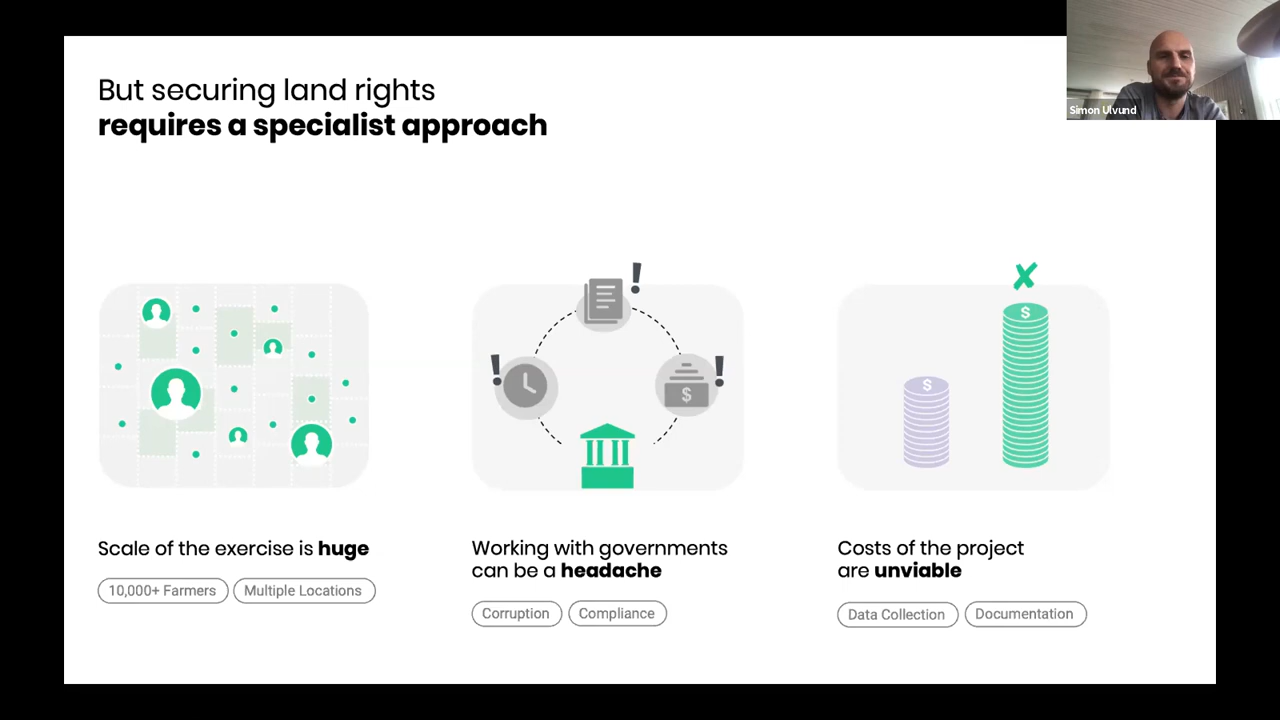 But securing land rights
requires a specialist approach
Simon Ulvund
!
!
!
$
$
$
Scale of the exercise is huge
10,000+ Farmers
Multiple Locations
Working with governments
can be a headache
Corruption
Compliance
Costs of the project
are unviable
Data Collection
Documentation